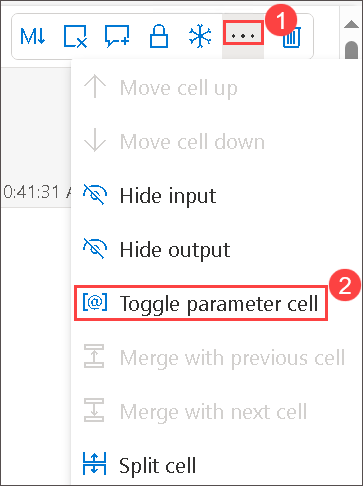 1
M↓
...
Move cell up
Move cell down
0:41:31 A
Hide input
Hide output
2
[@] Toggle parameter cell
Merge with previous cell
Merge with next cell
Split cell